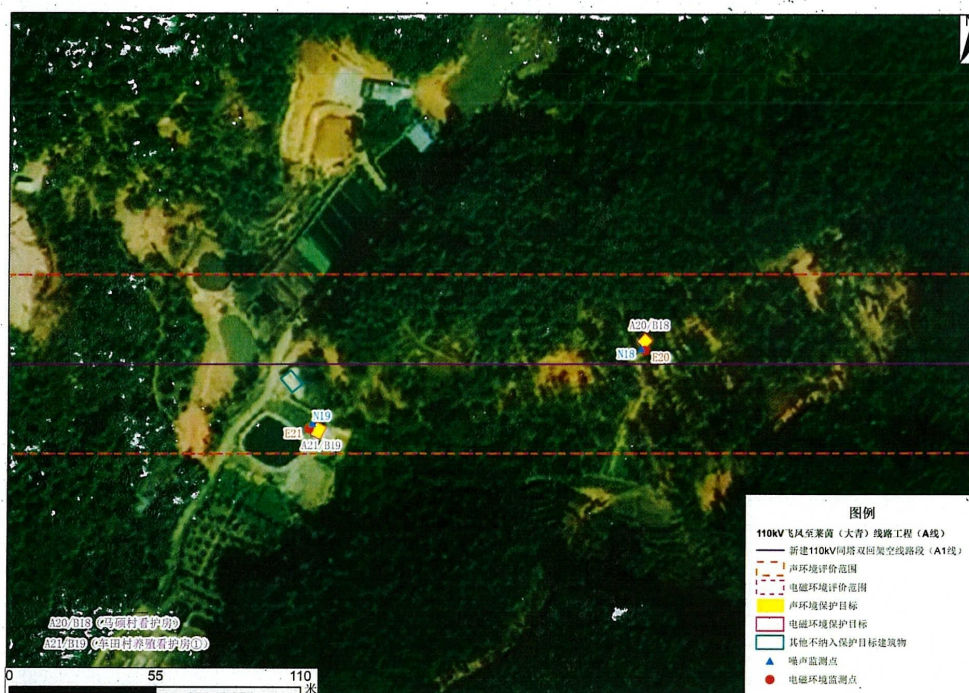 A20/B18
N18
E20
N19
E21
A21/B19
A20/B18（马硕村看护房）
A21/B19（车田村养殖看护房①）
0 55 110
米
图例
110kV飞凤至莱茵（大青）线路工程（A线）
新建110kV同塔双回架空线路段（A1线）
声环境评价范围
电磁环境评价范围
声环境保护目标
电磁环境保护目标
其他不纳入保护目标建筑物
噪声监测点
电磁环境监测点